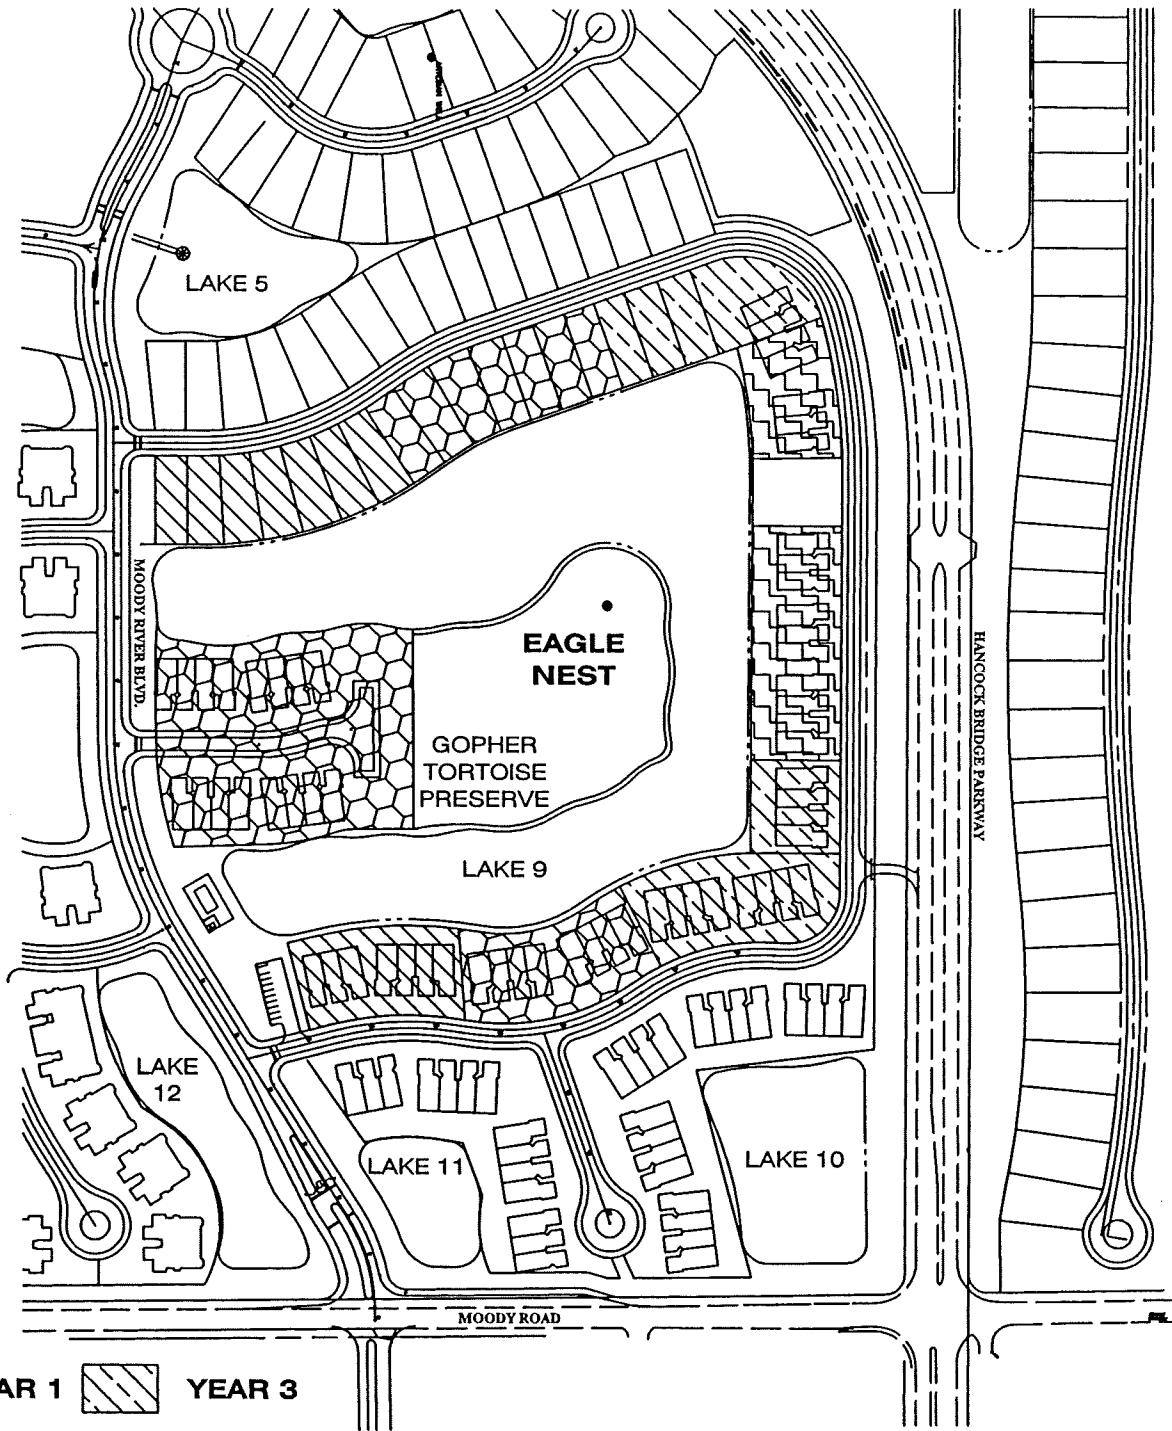 LAKE 5
MOODY RIVER BLVD.
EAGLE
NEST
HANCOCK BRIDGE PARKWAY
GOPHER
TORTOISE
PRESERVE
LAKE 9
LAKE
12
LAKE 11
LAKE 10
MOODY ROAD
AR 1
YEAR 3